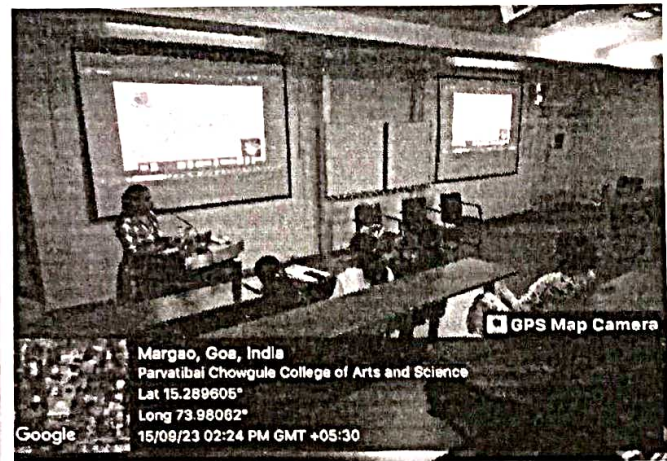 GPS Map Camera
Margao, Goa, India
Parvatibai Chowgule College of Arts and Science
Lat 15.289605°
Long 73.98062°
Google
15/09/23 02:24 PM GMT +05:30